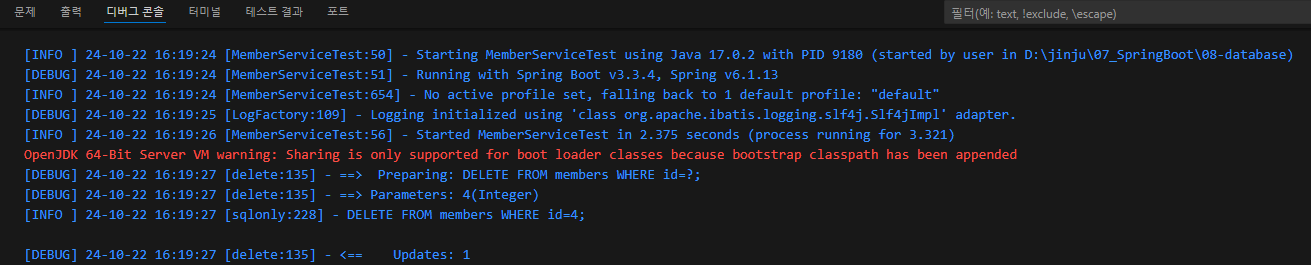 문제 출력 디버그 콘솔 터미널 테스트 결과 포트 필터(예: text, !exclude, \escape)
[INFO ] 24-10-22 16:19:24 [MemberServiceTest:50] - Starting MemberServiceTest using Java 17.0.2 with PID 9180 (started by user in D:\jinju\07_SpringBoot\08-database)
[DEBUG] 24-10-22 16:19:24 [MemberServiceTest:51] - Running with Spring Boot v3.3.4, Spring v6.1.13
[INFO ] 24-10-22 16:19:24 [MemberServiceTest:654] - No active profile set, falling back to 1 default profile: "default"
[DEBUG] 24-10-22 16:19:25 [LogFactory:109] - Logging initialized using 'class org.apache.ibatis.logging.slf4j.Slf4jImpl' adapter.
[INFO ] 24-10-22 16:19:26 [MemberServiceTest:56] - Started MemberServiceTest in 2.375 seconds (process running for 3.321)
OpenJDK 64-Bit Server VM warning: Sharing is only supported for boot loader classes because bootstrap classpath has been appended
[DEBUG] 24-10-22 16:19:27 [delete:135] - ==>  Preparing: DELETE FROM members WHERE id=?;
[DEBUG] 24-10-22 16:19:27 [delete:135] - ==> Parameters: 4(Integer)
[INFO ] 24-10-22 16:19:27 [sqlonly:228] - DELETE FROM members WHERE id=4;
[DEBUG] 24-10-22 16:19:27 [delete:135] - <==    Updates: 1